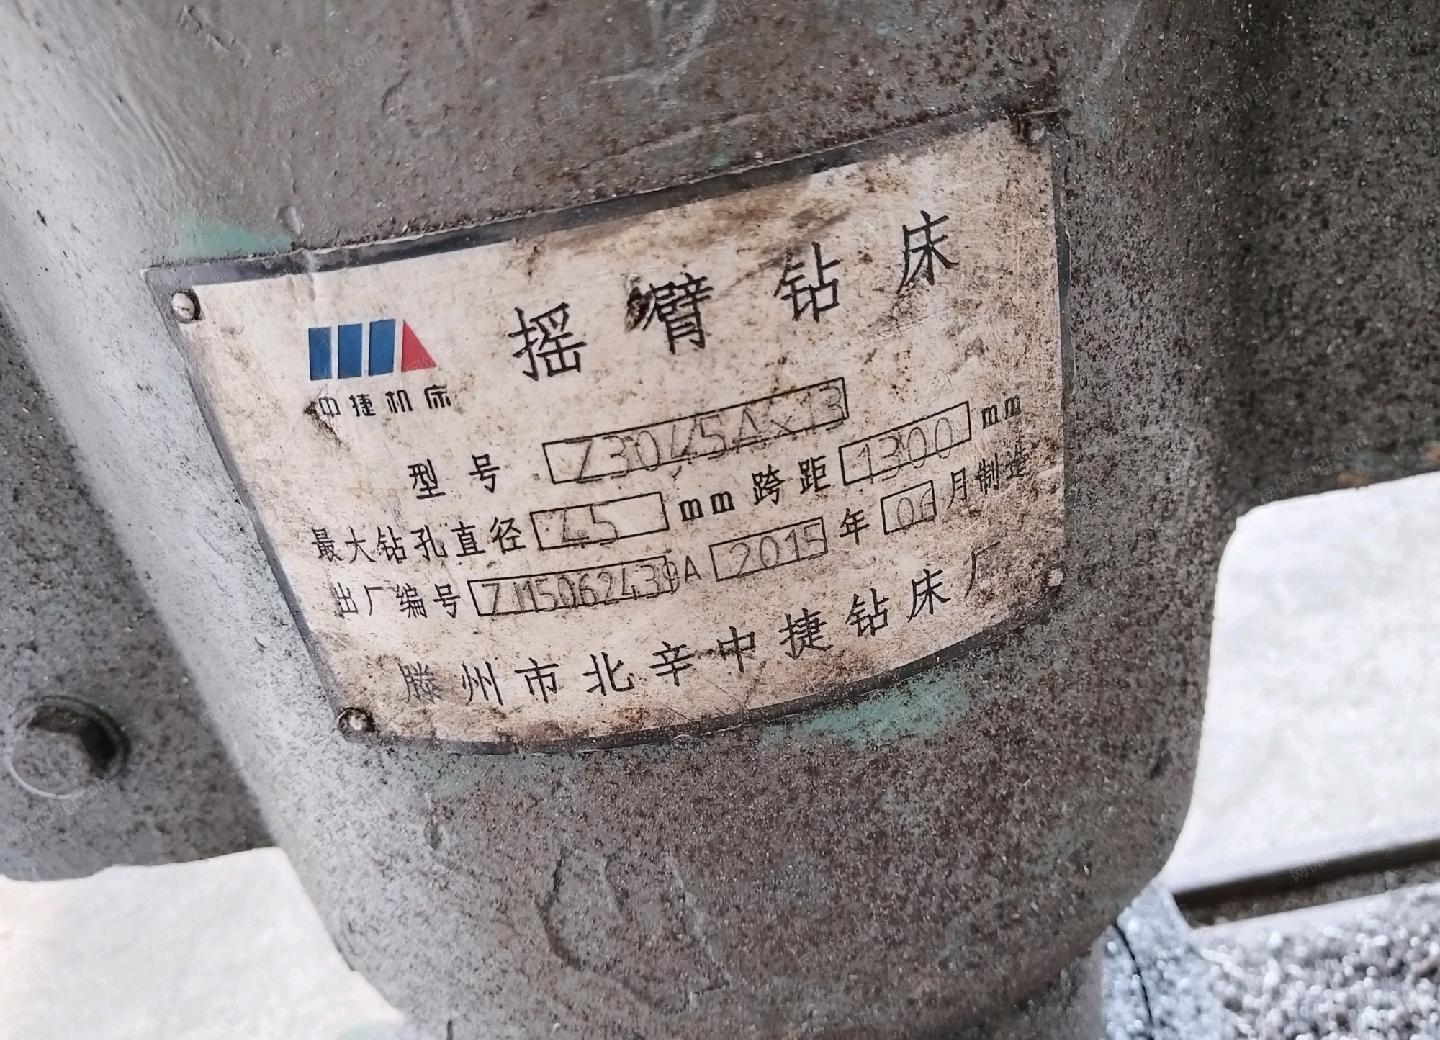 摇臂钻床
中捷机床
型号 Z3045A×13
最大钻孔直径 45 mm 跨距 1300 mm
出厂编号 ZJ15062439A 2015 年 06 月制造
滕州市北辛中捷钻床厂